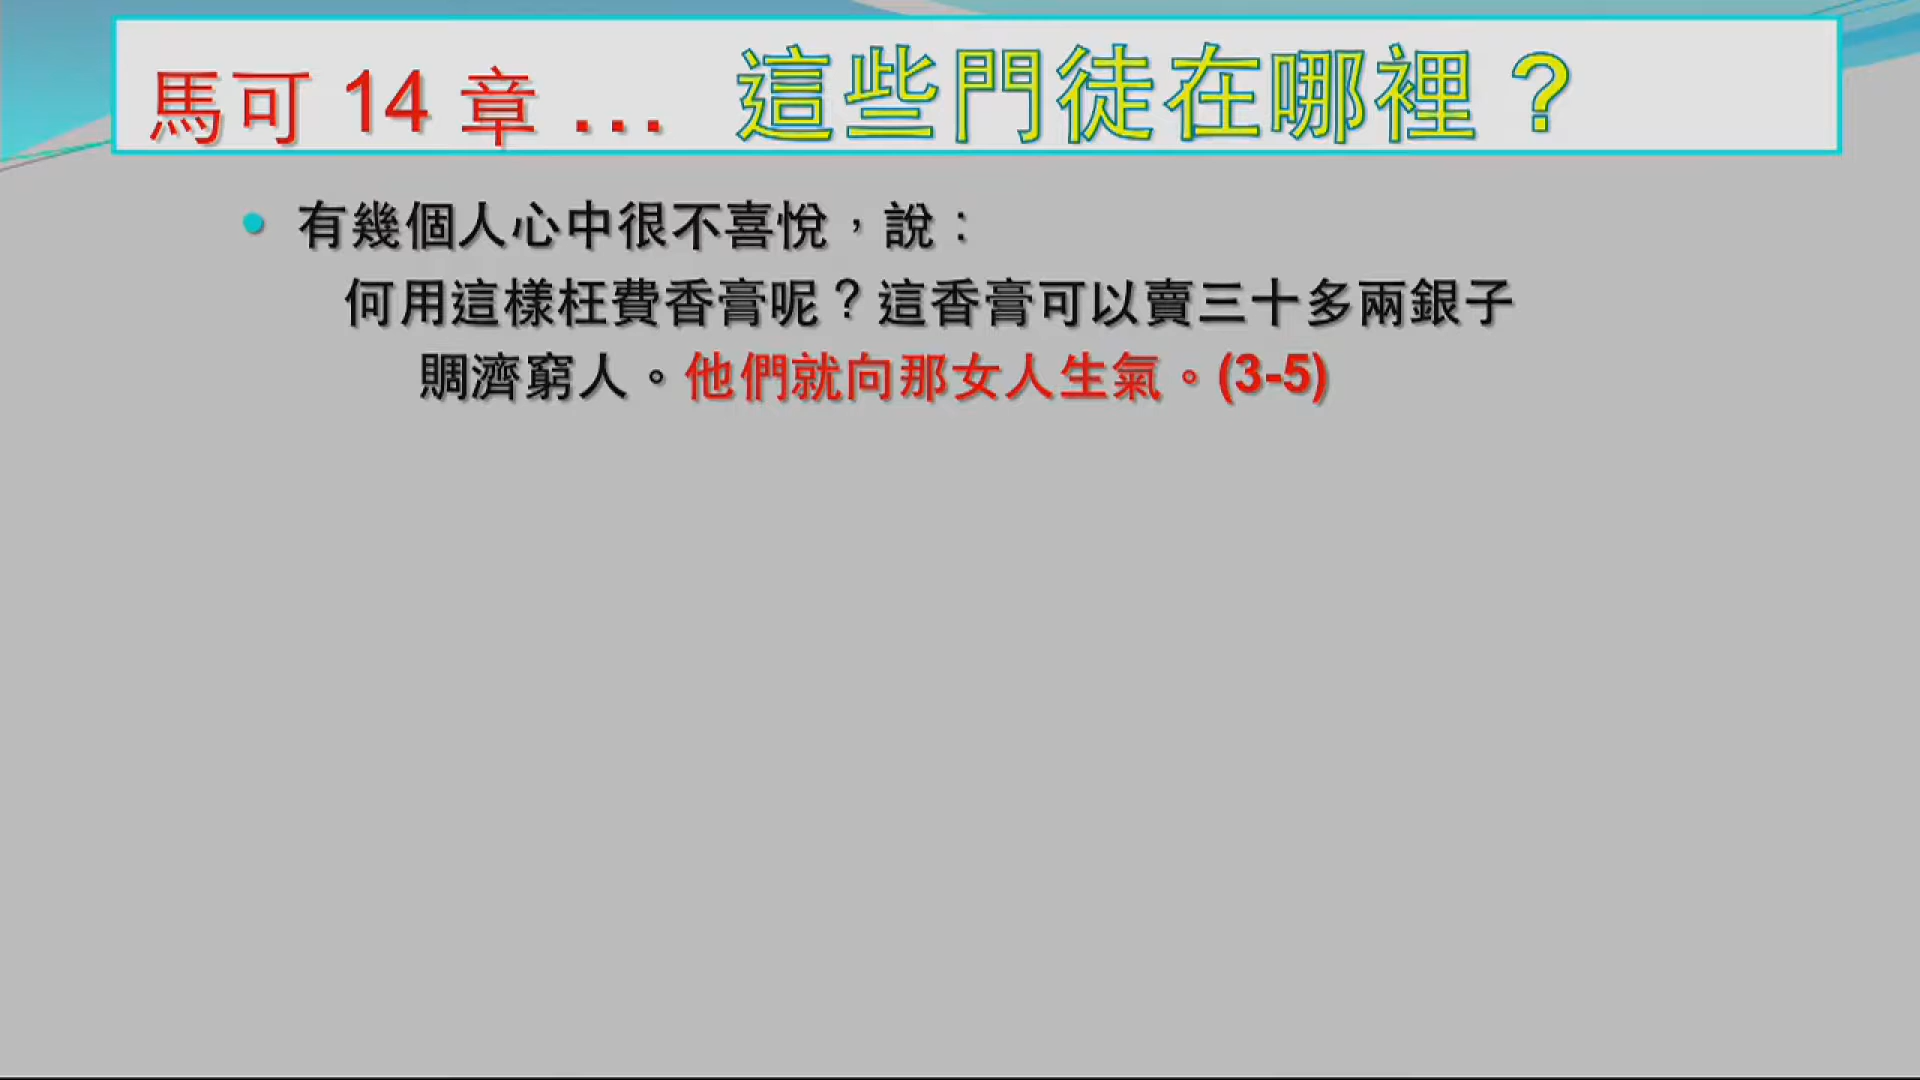 馬可 14 章 … 這些門徒在哪裡？
• 有幾個人心中很不喜悅，說：
何用這樣枉費香膏呢？這香膏可以賣三十多兩銀子
賙濟窮人。他們就向那女人生氣。(3-5)